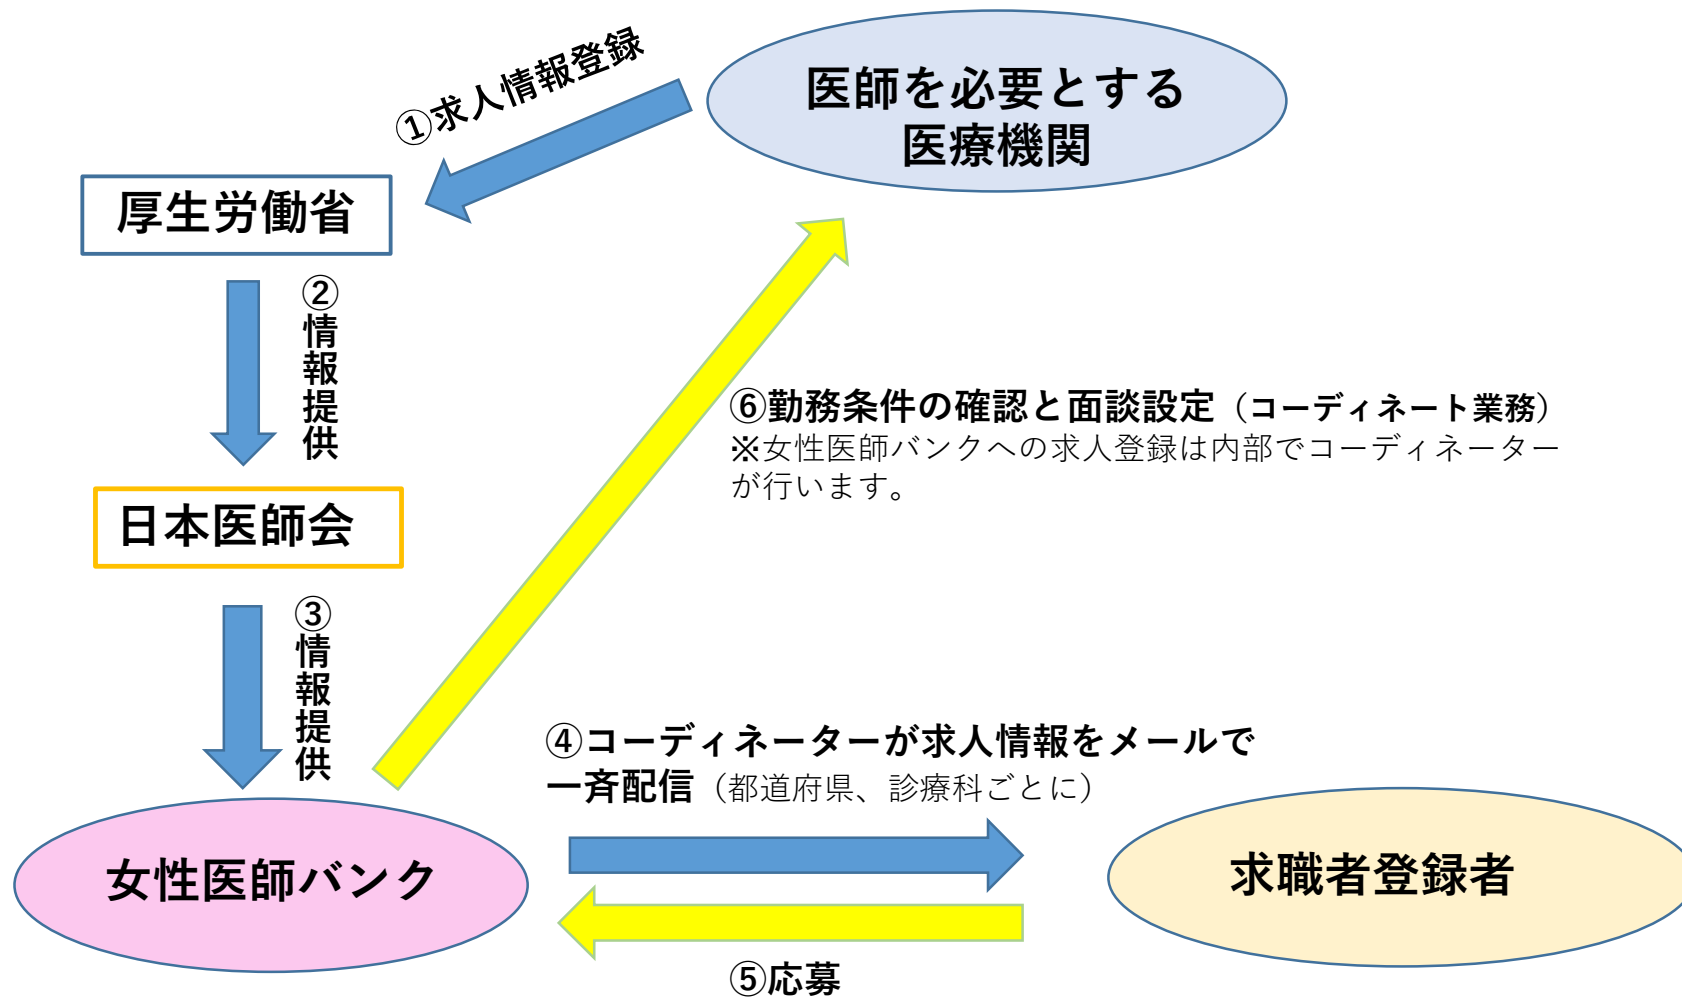 ①求人情報登録
医師を必要とする
医療機関
厚生労働省
②情報提供
⑥勤務条件の確認と面談設定（コーディネート業務）
※女性医師バンクへの求人登録は内部でコーディネーター
が行います。
日本医師会
③情報提供
④コーディネーターが求人情報をメールで
一斉配信（都道府県、診療科ごとに）
女性医師バンク
求職者登録者
⑤応募